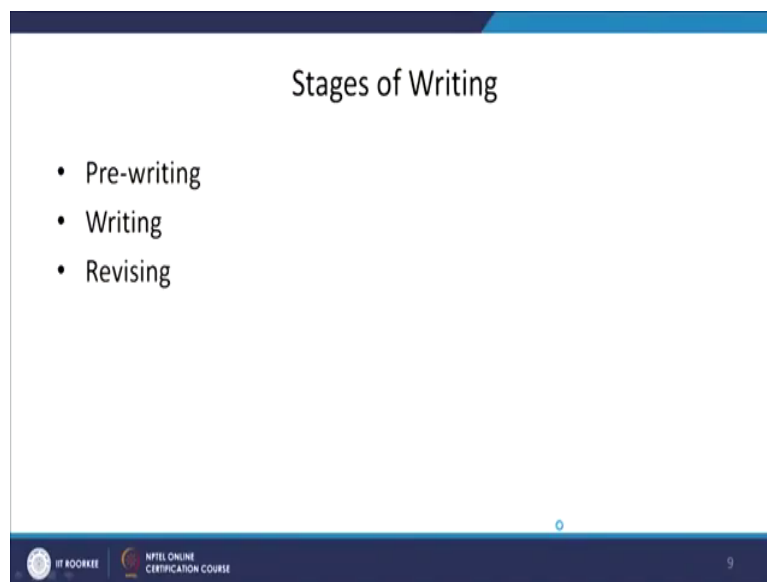 Stages of Writing
• Pre-writing
• Writing
• Revising
IIT ROORKEE
NPTEL ONLINE
CERTIFICATION COURSE
9